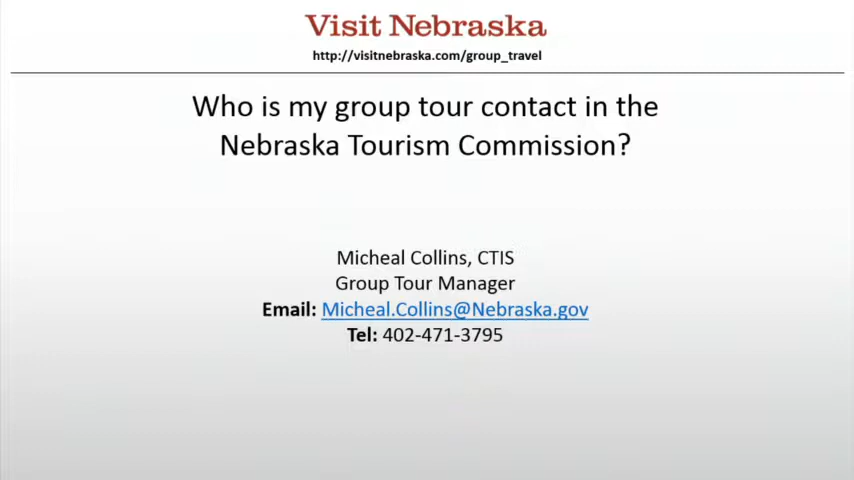 Visit Nebraska
http://visitnebraska.com/group_travel
Who is my group tour contact in the
Nebraska Tourism Commission?
Micheal Collins, CTIS
Group Tour Manager
Email: Micheal.Collins@Nebraska.gov
Tel: 402-471-3795